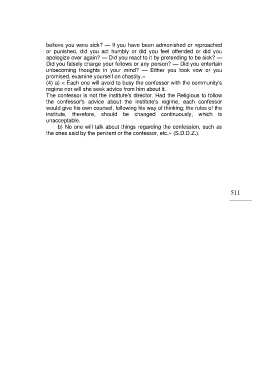 believe you were sick? — If you have been admonished or reproached
or punished, did you act humbly or did you feel offended or did you
apologize over again? — Did you react to it by pretending to be sick? —
Did you falsely charge your fellows or any person? — Did you entertain
unbecoming thoughts in your mind? — Either you took vow or you
promised, examine yourself on chastity.»
(4) a) « Each one will avoid to busy the confessor with the community's
regime nor will she seek advice from him about it.
The confessor is not the institute's director. Had the Religious to follow
the confessor's advice about the institute's regime, each confessor
would give his own counsel, following his way of thinking; the rules of the
institute, therefore, should be changed continuously, which is
unacceptable.
b) No one will talk about things regarding the confession, such as
the ones said by the penitent or the confessor, etc.» (S.D.D.Z.).
511